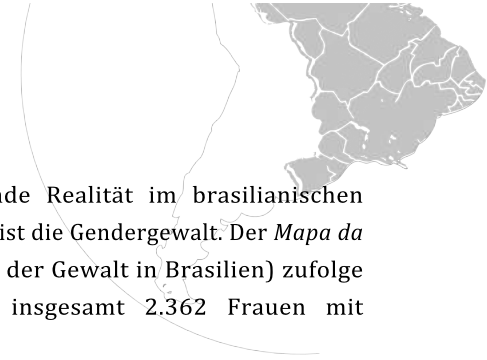 nde Realität im brasilianischen
ist die Gendergewalt. Der Mapa da
der Gewalt in Brasilien) zufolge
insgesamt 2.362 Frauen mit